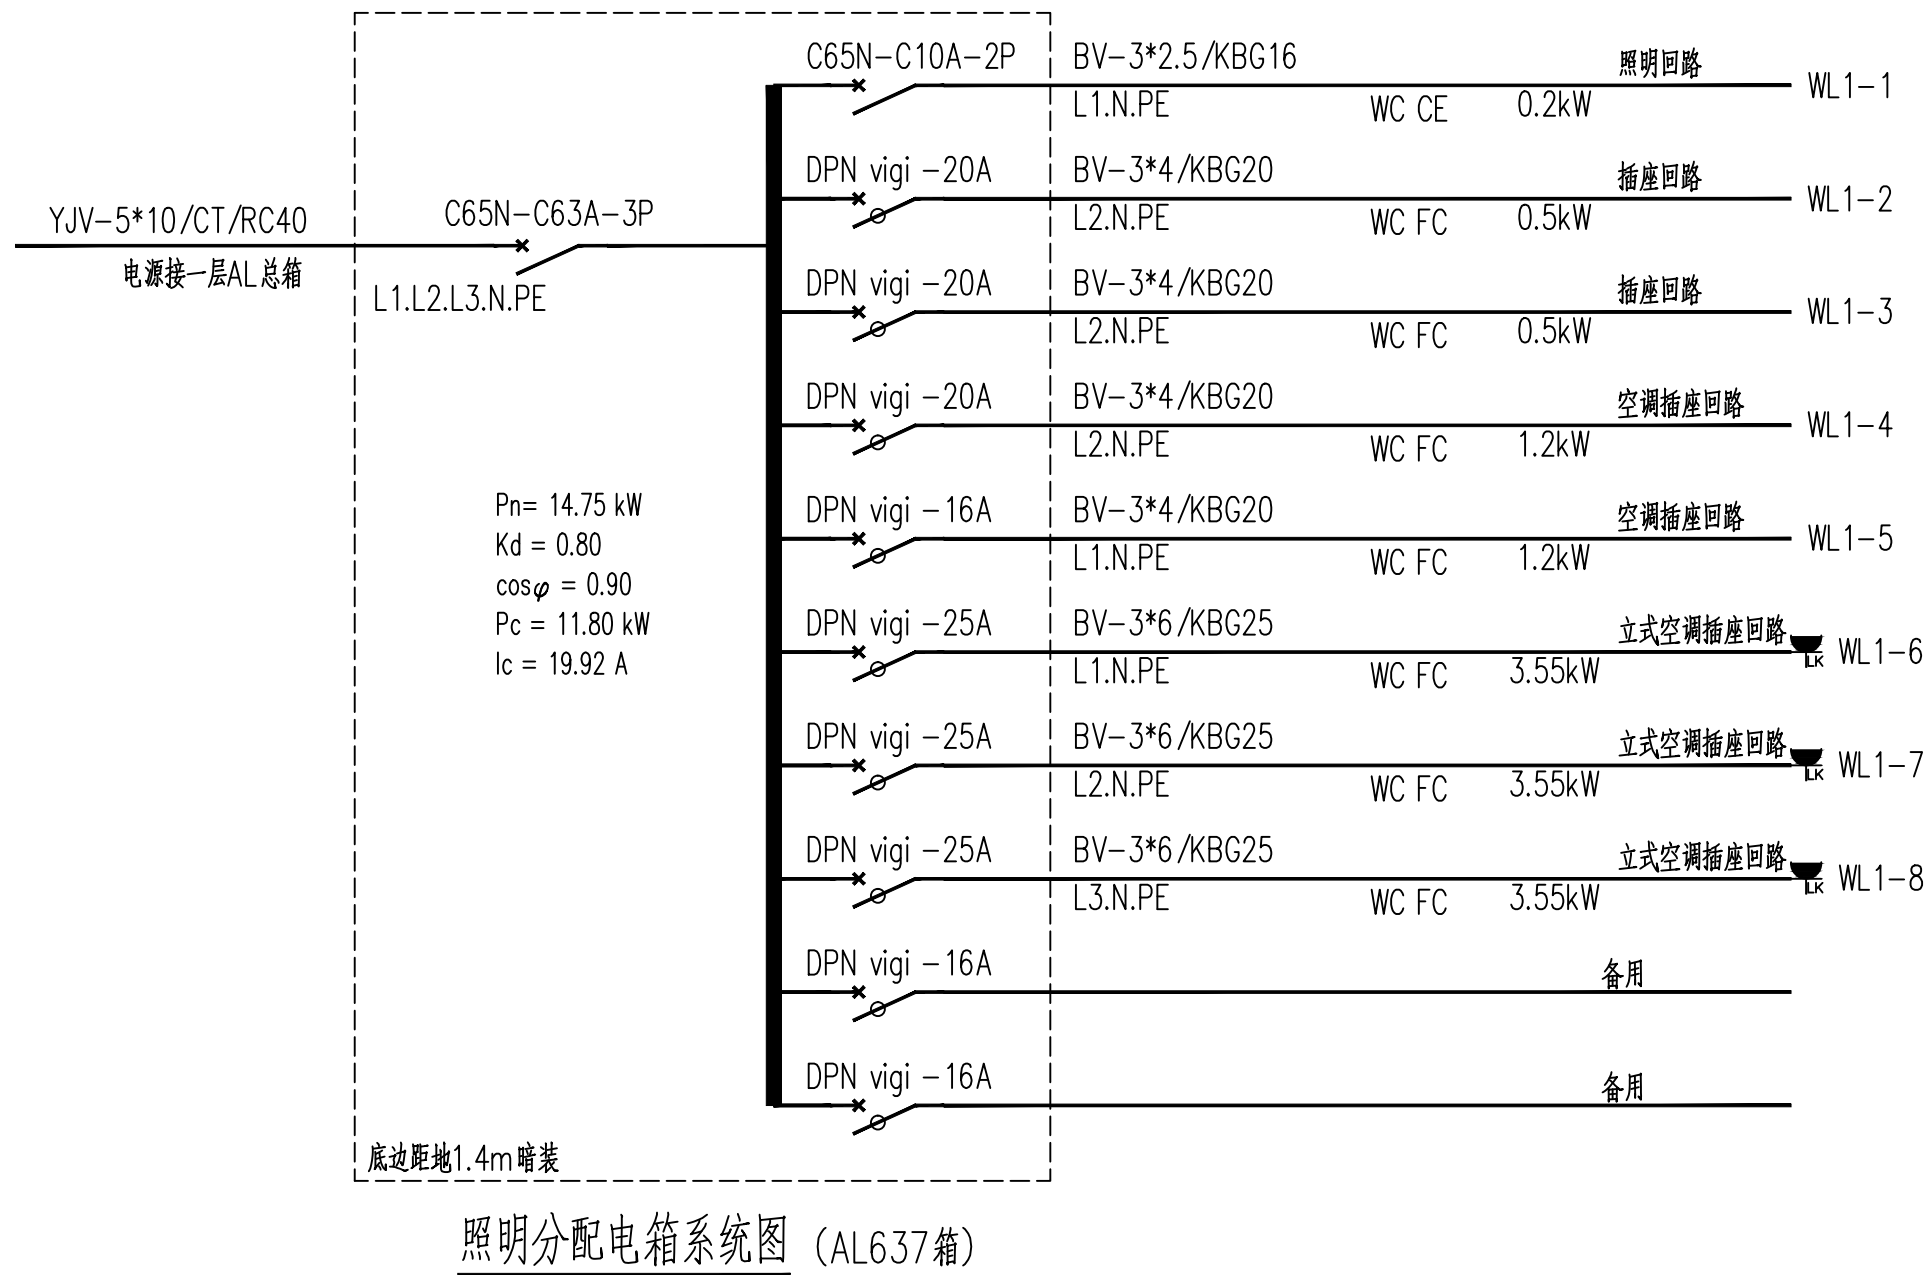 C65N-C10A-2P BV-3*2.5/KBG16 照明回路 WL1-1
L1.N.PE WC CE 0.2kW
DPN vigi -20A BV-3*4/KBG20 插座回路 WL1-2
L2.N.PE WC FC 0.5kW
YJV-5*10/CT/RC40 C65N-C63A-3P
电源接一层AL总箱
L1.L2.L3.N.PE
DPN vigi -20A BV-3*4/KBG20 插座回路 WL1-3
L2.N.PE WC FC 0.5kW
DPN vigi -20A BV-3*4/KBG20 空调插座回路 WL1-4
L2.N.PE WC FC 1.2kW
DPN vigi -16A BV-3*4/KBG20 空调插座回路 WL1-5
L1.N.PE WC FC 1.2kW
Pn= 14.75 kW
Kd = 0.80
cosφ = 0.90
Pc = 11.80 kW
Ic = 19.92 A
DPN vigi -25A BV-3*6/KBG25 立式空调插座回路 LK WL1-6
L1.N.PE WC FC 3.55kW
DPN vigi -25A BV-3*6/KBG25 立式空调插座回路 LK WL1-7
L2.N.PE WC FC 3.55kW
DPN vigi -25A BV-3*6/KBG25 立式空调插座回路 LK WL1-8
L3.N.PE WC FC 3.55kW
DPN vigi -16A 备用
DPN vigi -16A 备用
底边距地1.4m暗装
照明分配电箱系统图 (AL637箱)